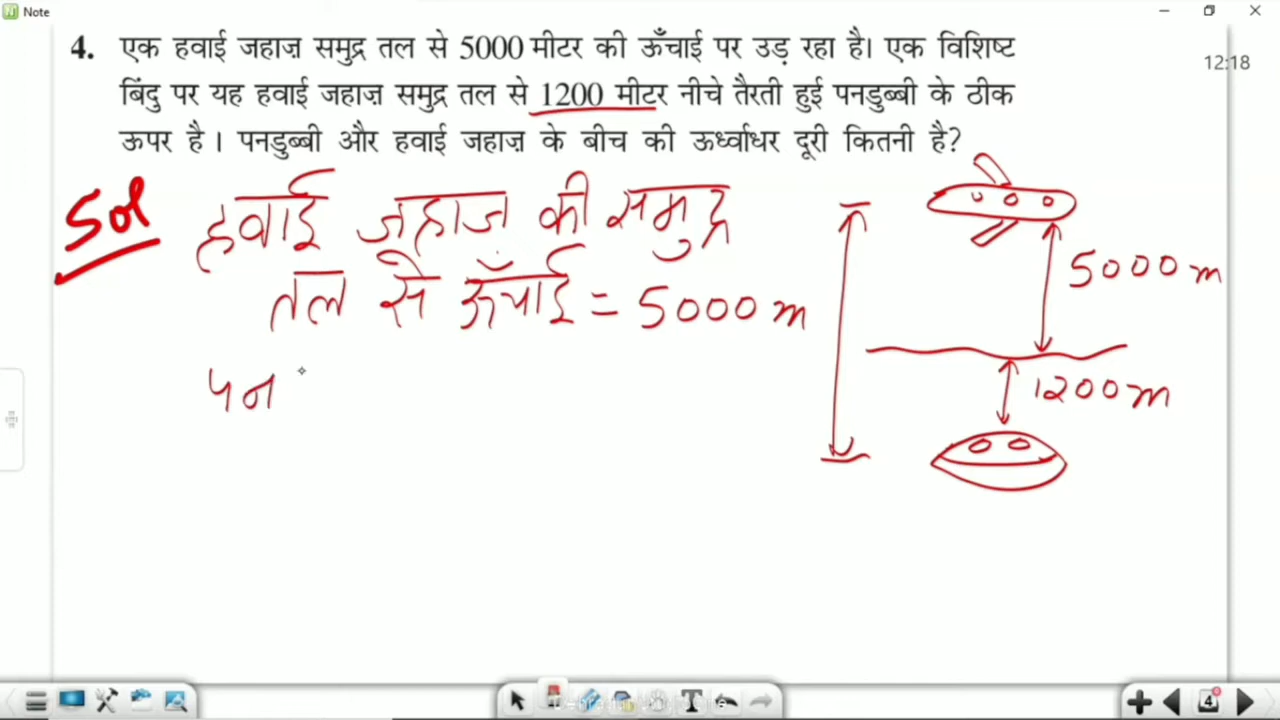 Note
12:18
4. एक हवाई जहाज़ समुद्र तल से 5000 मीटर की ऊँचाई पर उड़ रहा है। एक विशिष्ट
बिंदु पर यह हवाई जहाज़ समुद्र तल से 1200 मीटर नीचे तैरती हुई पनडुब्बी के ठीक
ऊपर है। पनडुब्बी और हवाई जहाज़ के बीच की ऊर्ध्वाधर दूरी कितनी है?
Sol हवाई जहाज की समुद्र
तल से ऊँचाई = 5000 m
पन
5000 m
1200 m
4